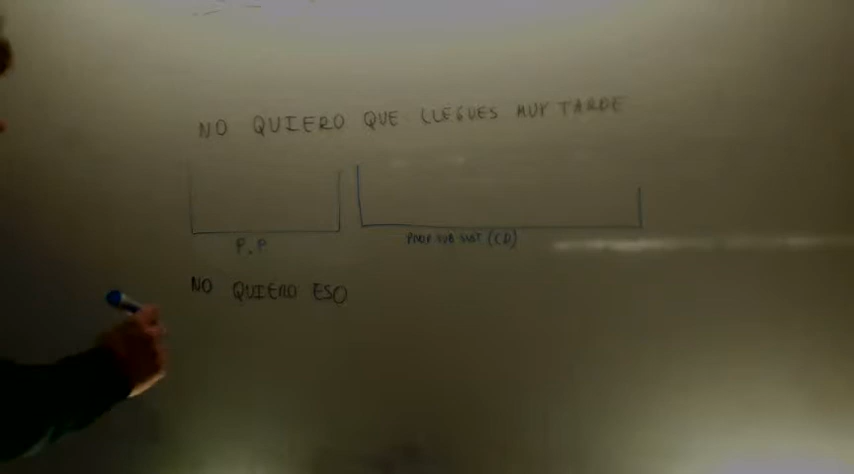 NO QUIERO QUE LLEGUES MUY TARDE
P.P
PROP SUB SUST (CD)
NO QUIERO ESO